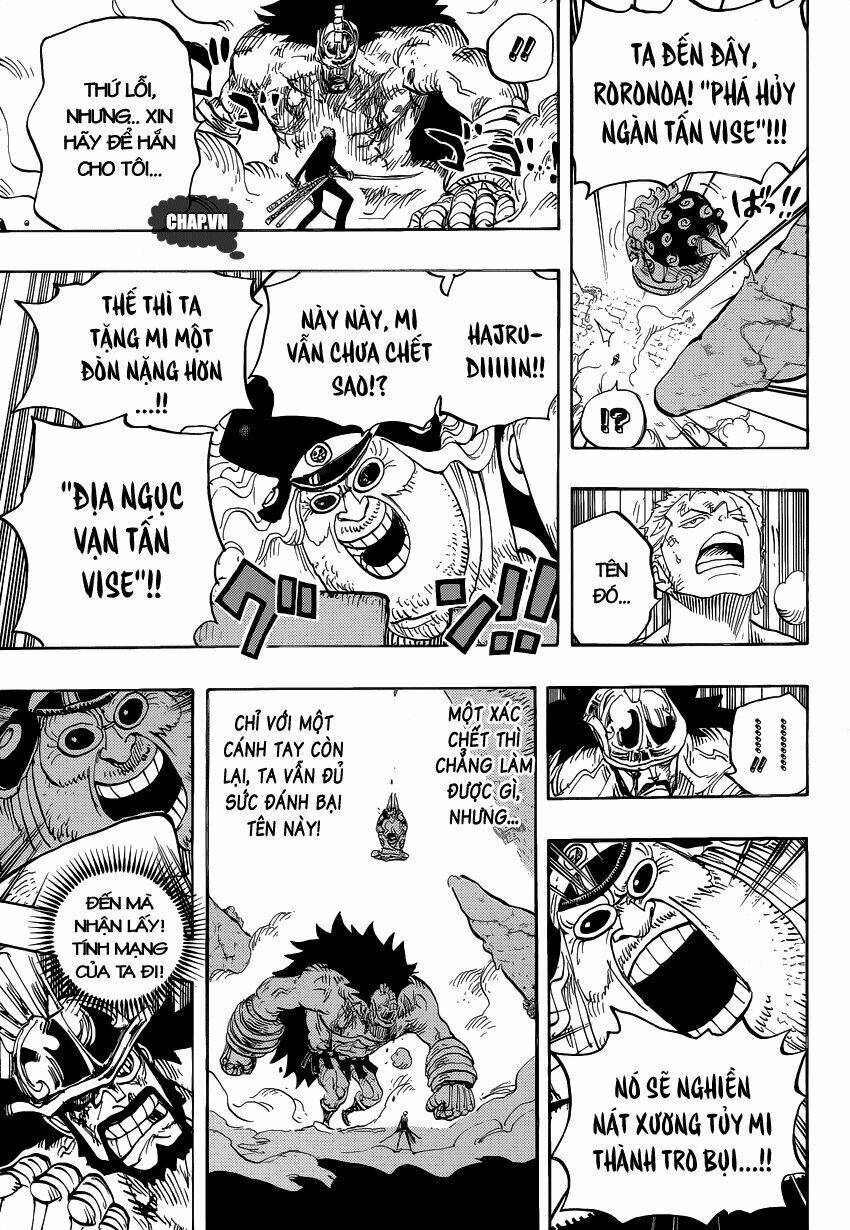 TA ĐẾN ĐÂY,
RORONOA! "PHÁ HỦY
NGÀN TẤN VISE"!!!
ばっ!!
!?
!!
THỨ LỖI,
NHƯNG... XIN
HÃY ĐỂ HẮN
CHO TÔI...
CHAP.VN
TÊN
ĐÓ...
HAJRU-
DIIIIIN!!
NÀY NÀY, MI
VẪN CHƯA CHẾT
SAO!?
THẾ THÌ TA
TẶNG MI MỘT
ĐÒN NẶNG HƠN
...!!
"ĐỊA NGỤC
VẠN TẤN
VISE"!!
グン!!
!!
NÓ SẼ NGHIỀN
NÁT XƯƠNG TỦY MI
THÀNH TRO BỤI...!!
MỘT XÁC
CHẾT THÌ
CHẲNG LÀM
ĐƯỢC GÌ,
NHƯNG...
CHỈ VỚI MỘT
CÁNH TAY CÒN
LẠI, TA VẪN ĐỦ
SỨC ĐÁNH BẠI
TÊN NÀY!
ĐẾN MÀ
NHẬN LẤY!
TÍNH MẠNG
CỦA TA ĐI!